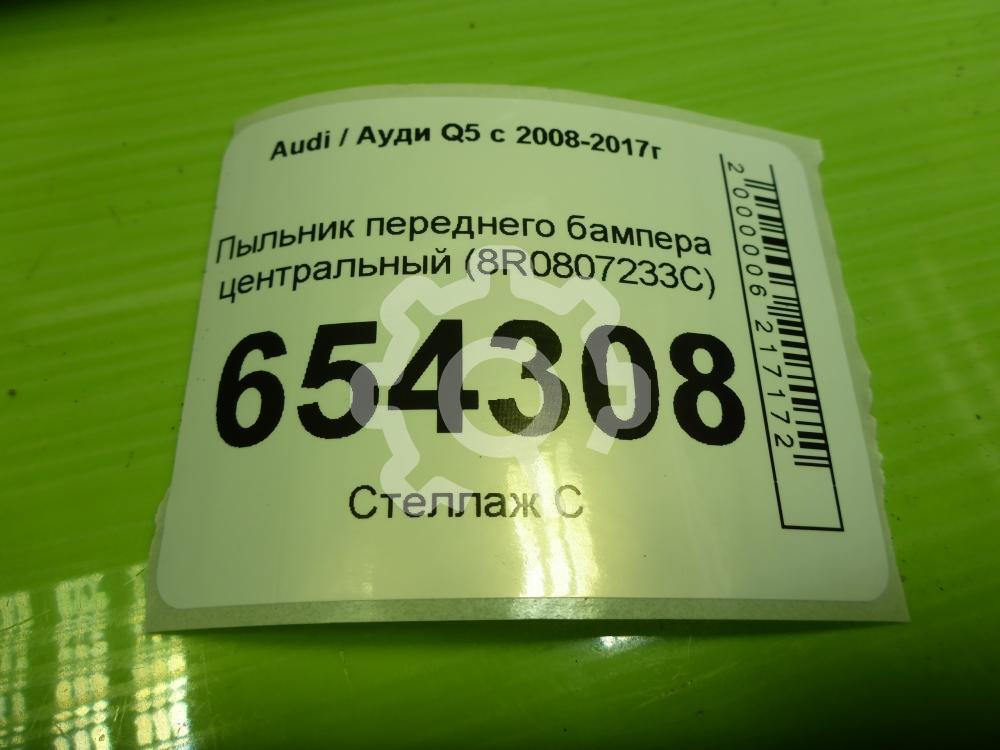 Audi / Ауди Q5 с 2008-2017г
Пыльник переднего бампера
центральный (8R0807233C)
654308
Стеллаж С
2000006217172